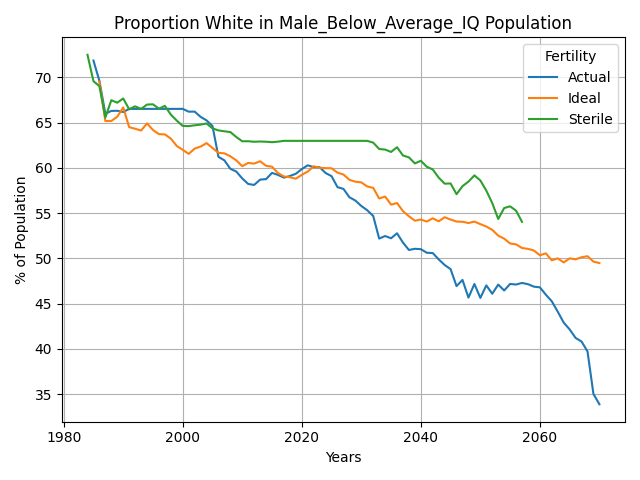 Proportion White in Male_Below_Average_IQ Population
Fertility
Actual
Ideal
Sterile
% of Population
70
65
60
55
50
45
40
35
1980
2000
2020
2040
2060
Years